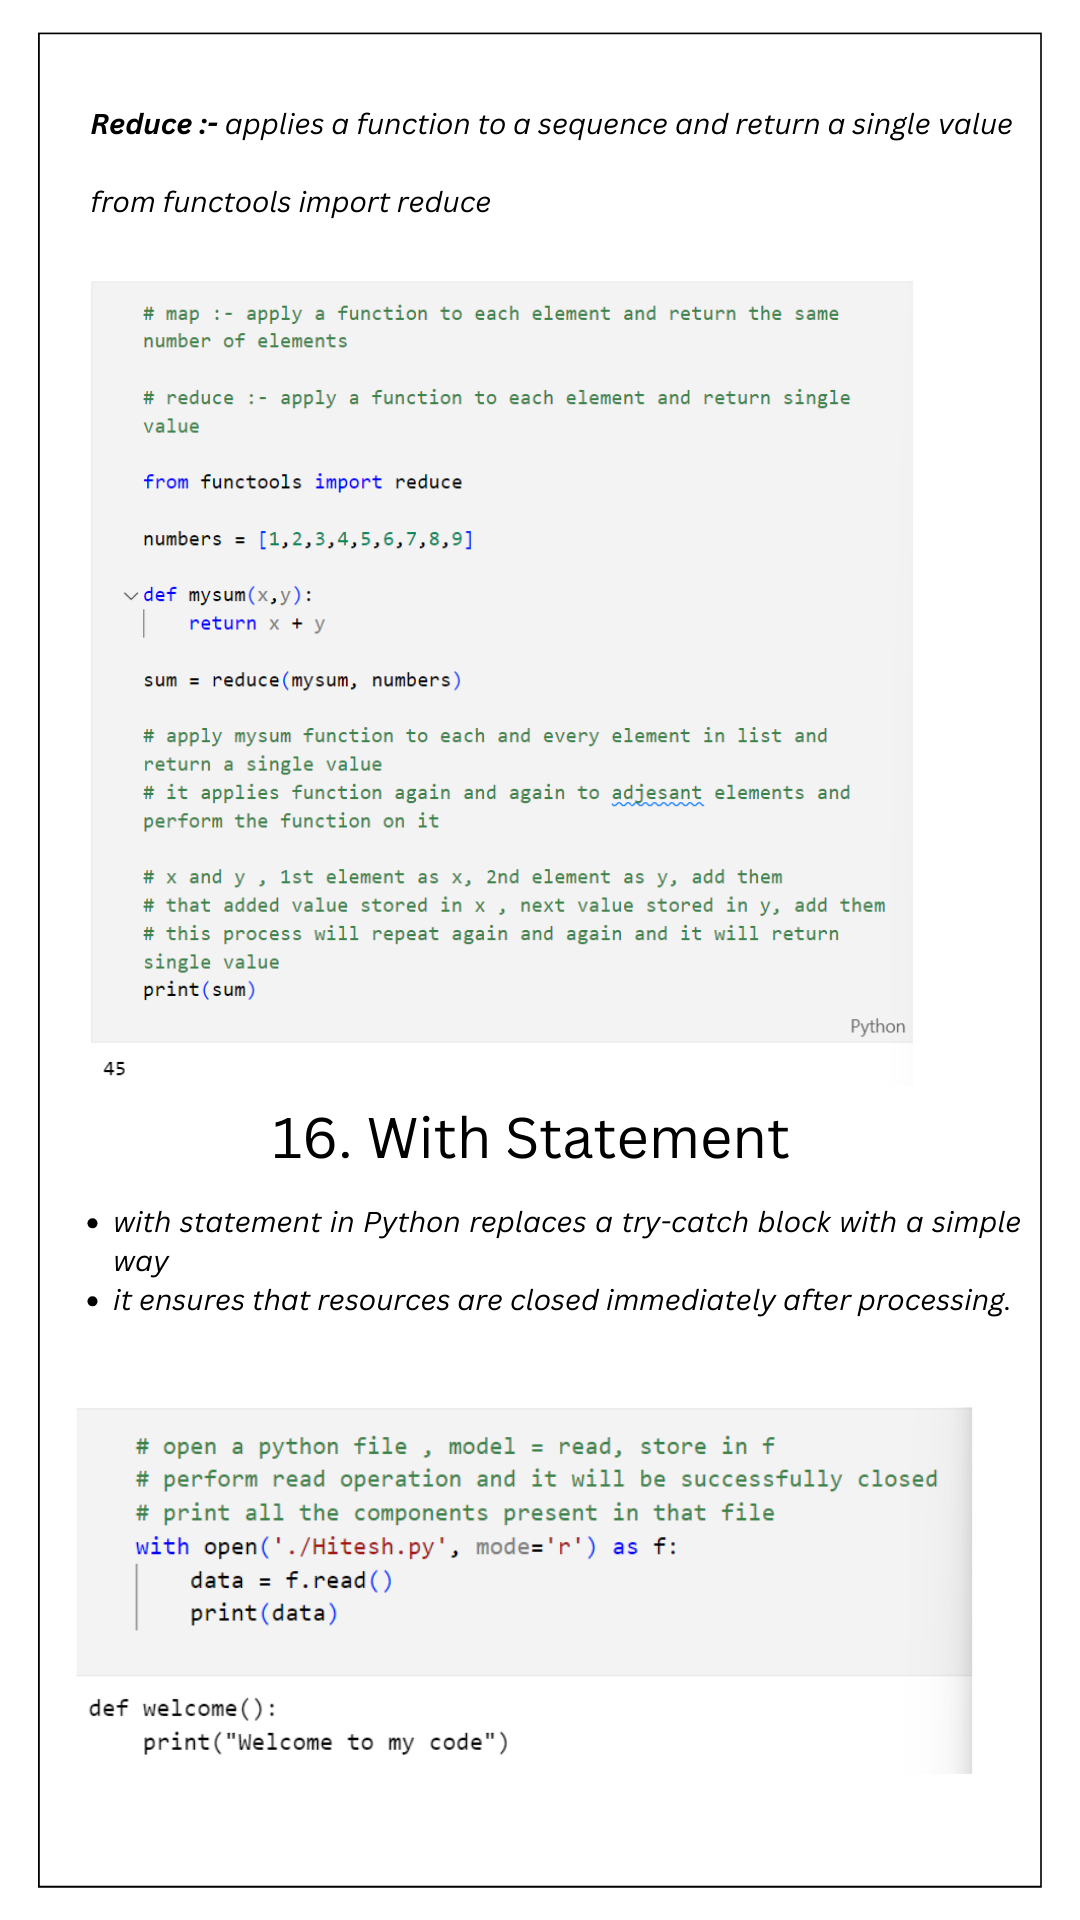 Reduce :- applies a function to a sequence and return a single value
from functools import reduce
# map :- apply a function to each element and return the same
number of elements
# reduce :- apply a function to each element and return single
value
from functools import reduce
numbers = [1,2,3,4,5,6,7,8,9]
def mysum(x,y):
    return x + y
sum = reduce(mysum, numbers)
# apply mysum function to each and every element in list and
return a single value
# it applies function again and again to adjesant elements and
perform the function on it
# x and y , 1st element as x, 2nd element as y, add them
# that added value stored in x , next value stored in y, add them
# this process will repeat again and again and it will return
single value
print(sum)
Python
45
16. With Statement
• with statement in Python replaces a try-catch block with a simple
way
• it ensures that resources are closed immediately after processing.
# open a python file , model = read, store in f
# perform read operation and it will be successfully closed
# print all the components present in that file
with open('./Hitesh.py', mode='r') as f:
    data = f.read()
    print(data)
def welcome():
    print("Welcome to my code")